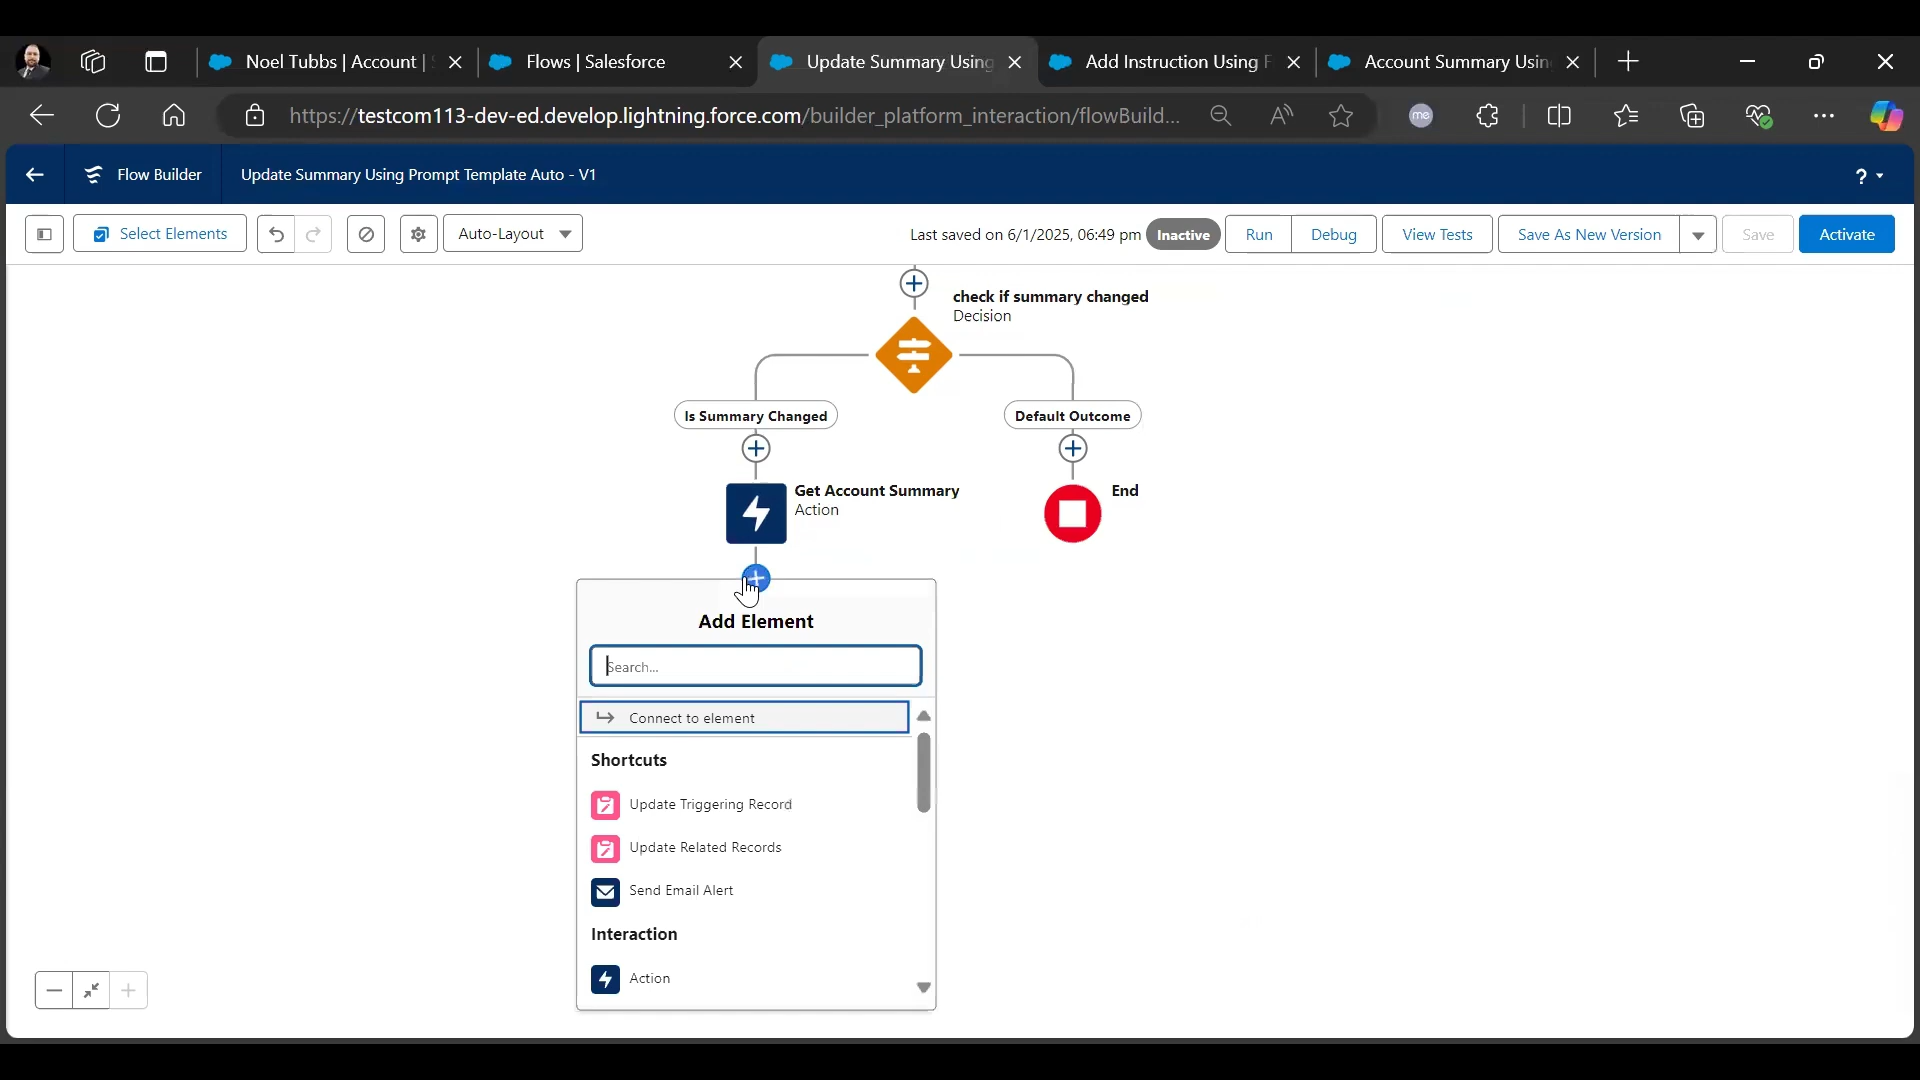 Noel Tubbs | Account |
Flows | Salesforce
Update Summary Using
Add Instruction Using F
Account Summary Usin
https://testcom113-dev-ed.develop.lightning.force.com/builder_platform_interaction/flowBuild...
me
Flow Builder
Update Summary Using Prompt Template Auto - V1
?
Select Elements
Auto-Layout
Last saved on 6/1/2025, 06:49 pm
Inactive
Run
Debug
View Tests
Save As New Version
Save
Activate
check if summary changed
Decision
Is Summary Changed
Default Outcome
Get Account Summary
Action
End
Add Element
Search...
Connect to element
Shortcuts
Update Triggering Record
Update Related Records
Send Email Alert
Interaction
Action